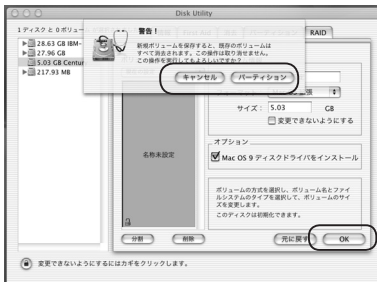 Disk Utility
1 ディスク と 0 ボリュー
28.63 GB IBM-
27.96 GB
5.03 GB Centur
217.93 MB
警告！
新規ボリュームを保存すると、既存のボリュームは
すべて消去されます。この操作は取り消せません。
この操作を実行してもよろしいですか？
キャンセル
パーティション
RAID
サイズ：
5.03
GB
変更できないようにする
オプション
Mac OS 9 ディスクドライバをインストール
名称未設定
ボリュームの方式を選択し、ボリューム名とファイ
ルシステムのタイプを選択して、ボリュームのサイ
ズを変更します。
このディスクは初期化できます。
分割
削除
元に戻す
OK
変更できないようにするにはカギをクリックします。